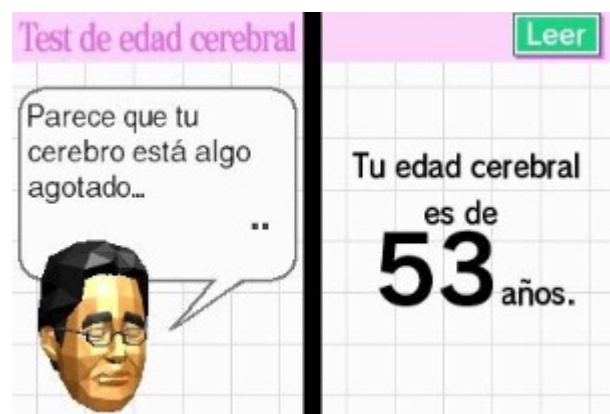 Test de edad cerebral
Parece que tu
cerebro está algo
agotado...
..
Leer
Tu edad cerebral
es de
53 años.